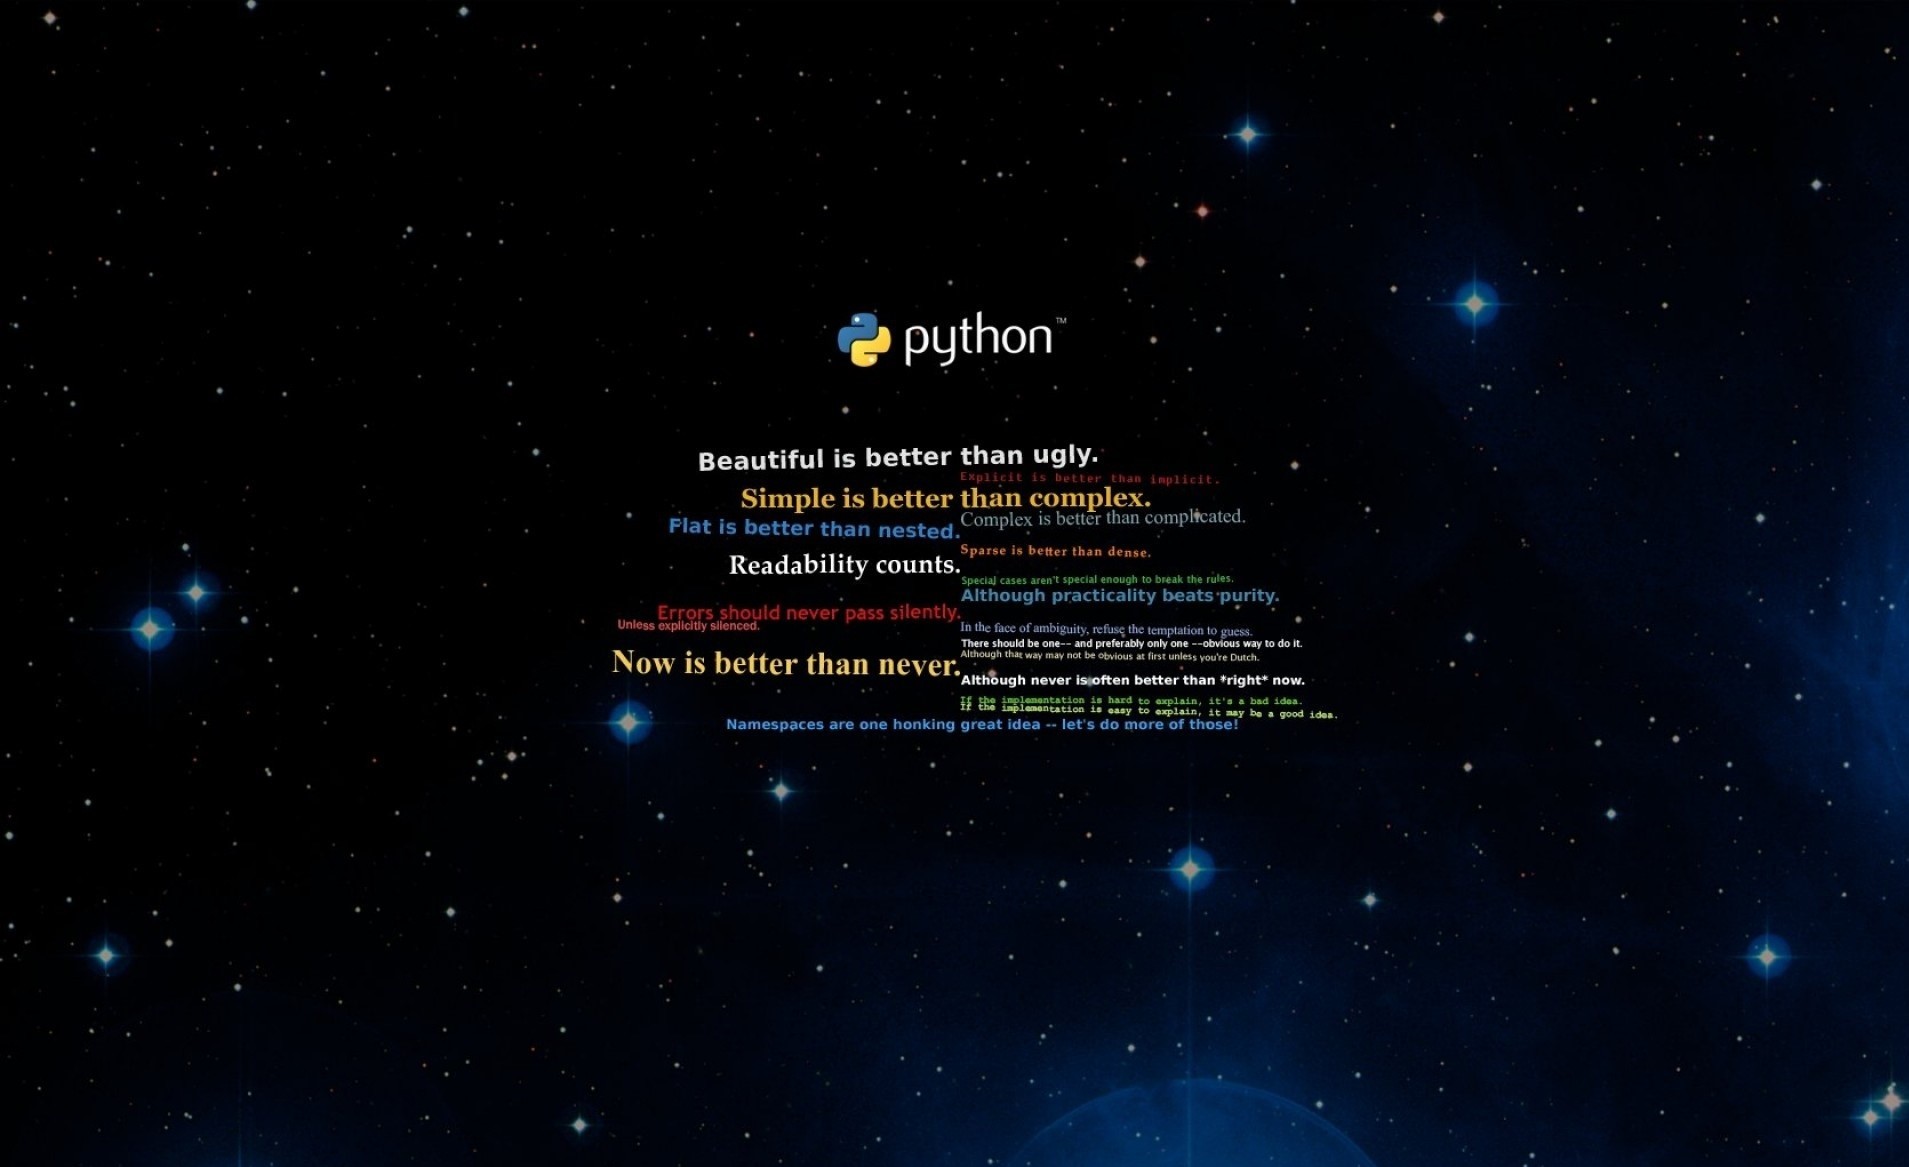 python™
Beautiful is better than ugly.
Explicit is better than implicit.
Simple is better than complex.
Complex is better than complicated.
Flat is better than nested.
Sparse is better than dense.
Readability counts.
Special cases aren't special enough to break the rules.
Although practicality beats purity.
Errors should never pass silently.
Unless explicitly silenced.
In the face of ambiguity, refuse the temptation to guess.
There should be one-- and preferably only one --obvious way to do it.
Although that way may not be obvious at first unless you're Dutch.
Now is better than never.
Although never is often better than *right* now.
If the implementation is hard to explain, it's a bad idea.
If the implementation is easy to explain, it may be a good idea.
Namespaces are one honking great idea -- let's do more of those!